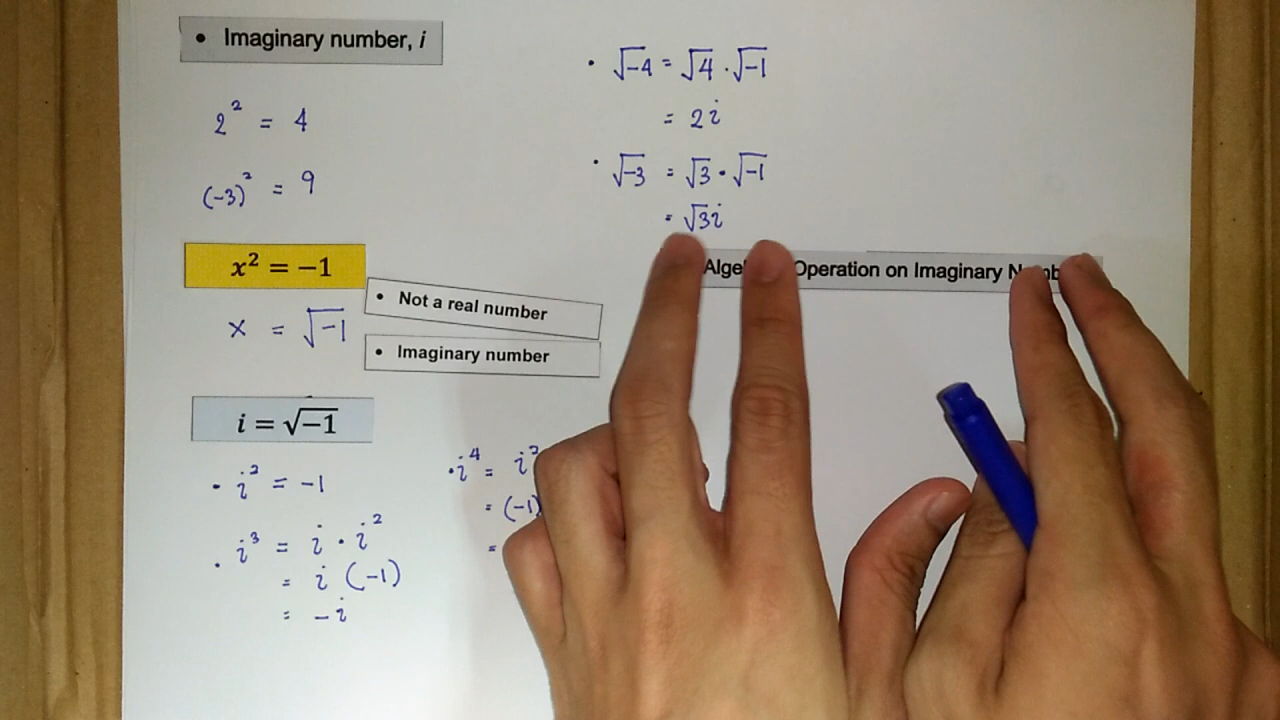 • Imaginary number, i
2² = 4
(-3)² = 9
x² = −1
x = √-1
• Not a real number
• Imaginary number
i = √−1
• i² = -1
• i³ = i • i²
= i (-1)
= -i
• i⁴ = i²
= (-1)
=
• √-4 = √4 . √-1
= 2i
• √-3 = √3 • √-1
= √3i
Operation on Imaginary